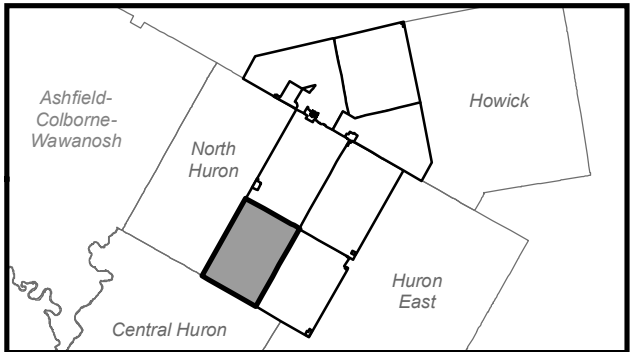 Ashfield-
Colborne-
Wawanosh
North
Huron
Howick
Huron
East
Central Huron